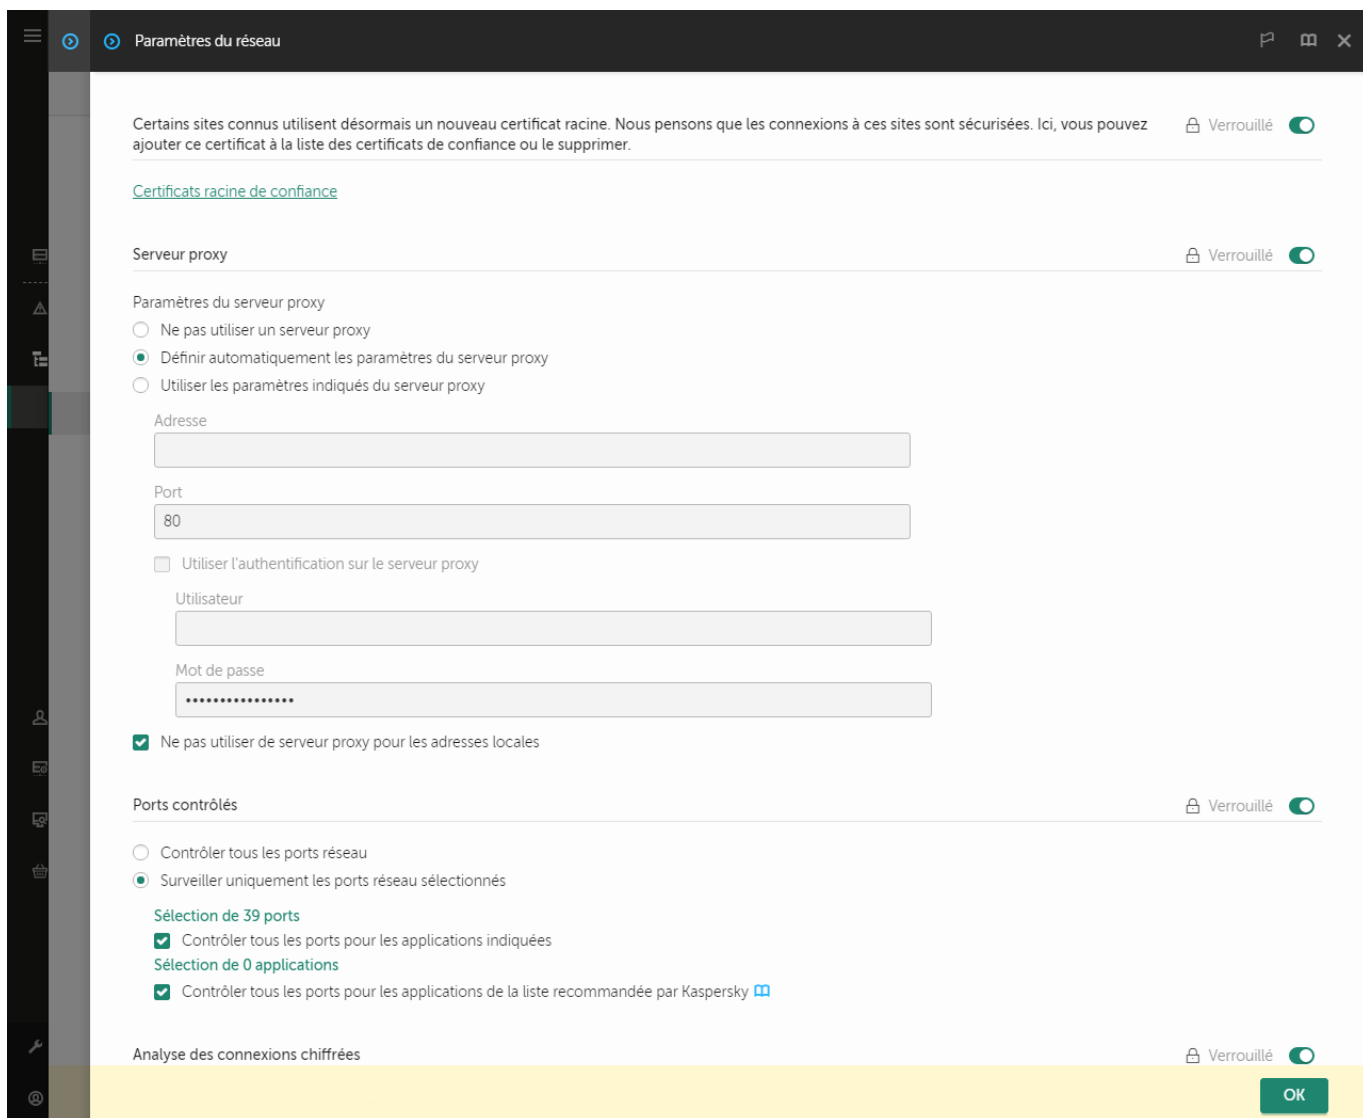 Paramètres du réseau
Certains sites connus utilisent désormais un nouveau certificat racine. Nous pensons que les connexions à ces sites sont sécurisées. Ici, vous pouvez
ajouter ce certificat à la liste des certificats de confiance ou le supprimer.
Verrouillé
Certificats racine de confiance
Serveur proxy
Verrouillé
Paramètres du serveur proxy
Ne pas utiliser un serveur proxy
Définir automatiquement les paramètres du serveur proxy
Utiliser les paramètres indiqués du serveur proxy
Adresse
Port
80
Utiliser l'authentification sur le serveur proxy
Utilisateur
Mot de passe
••••••••••••••••
Ne pas utiliser de serveur proxy pour les adresses locales
Ports contrôlés
Verrouillé
Contrôler tous les ports réseau
Surveiller uniquement les ports réseau sélectionnés
Sélection de 39 ports
Contrôler tous les ports pour les applications indiquées
Sélection de 0 applications
Contrôler tous les ports pour les applications de la liste recommandée par Kaspersky
Analyse des connexions chiffrées
Verrouillé
OK